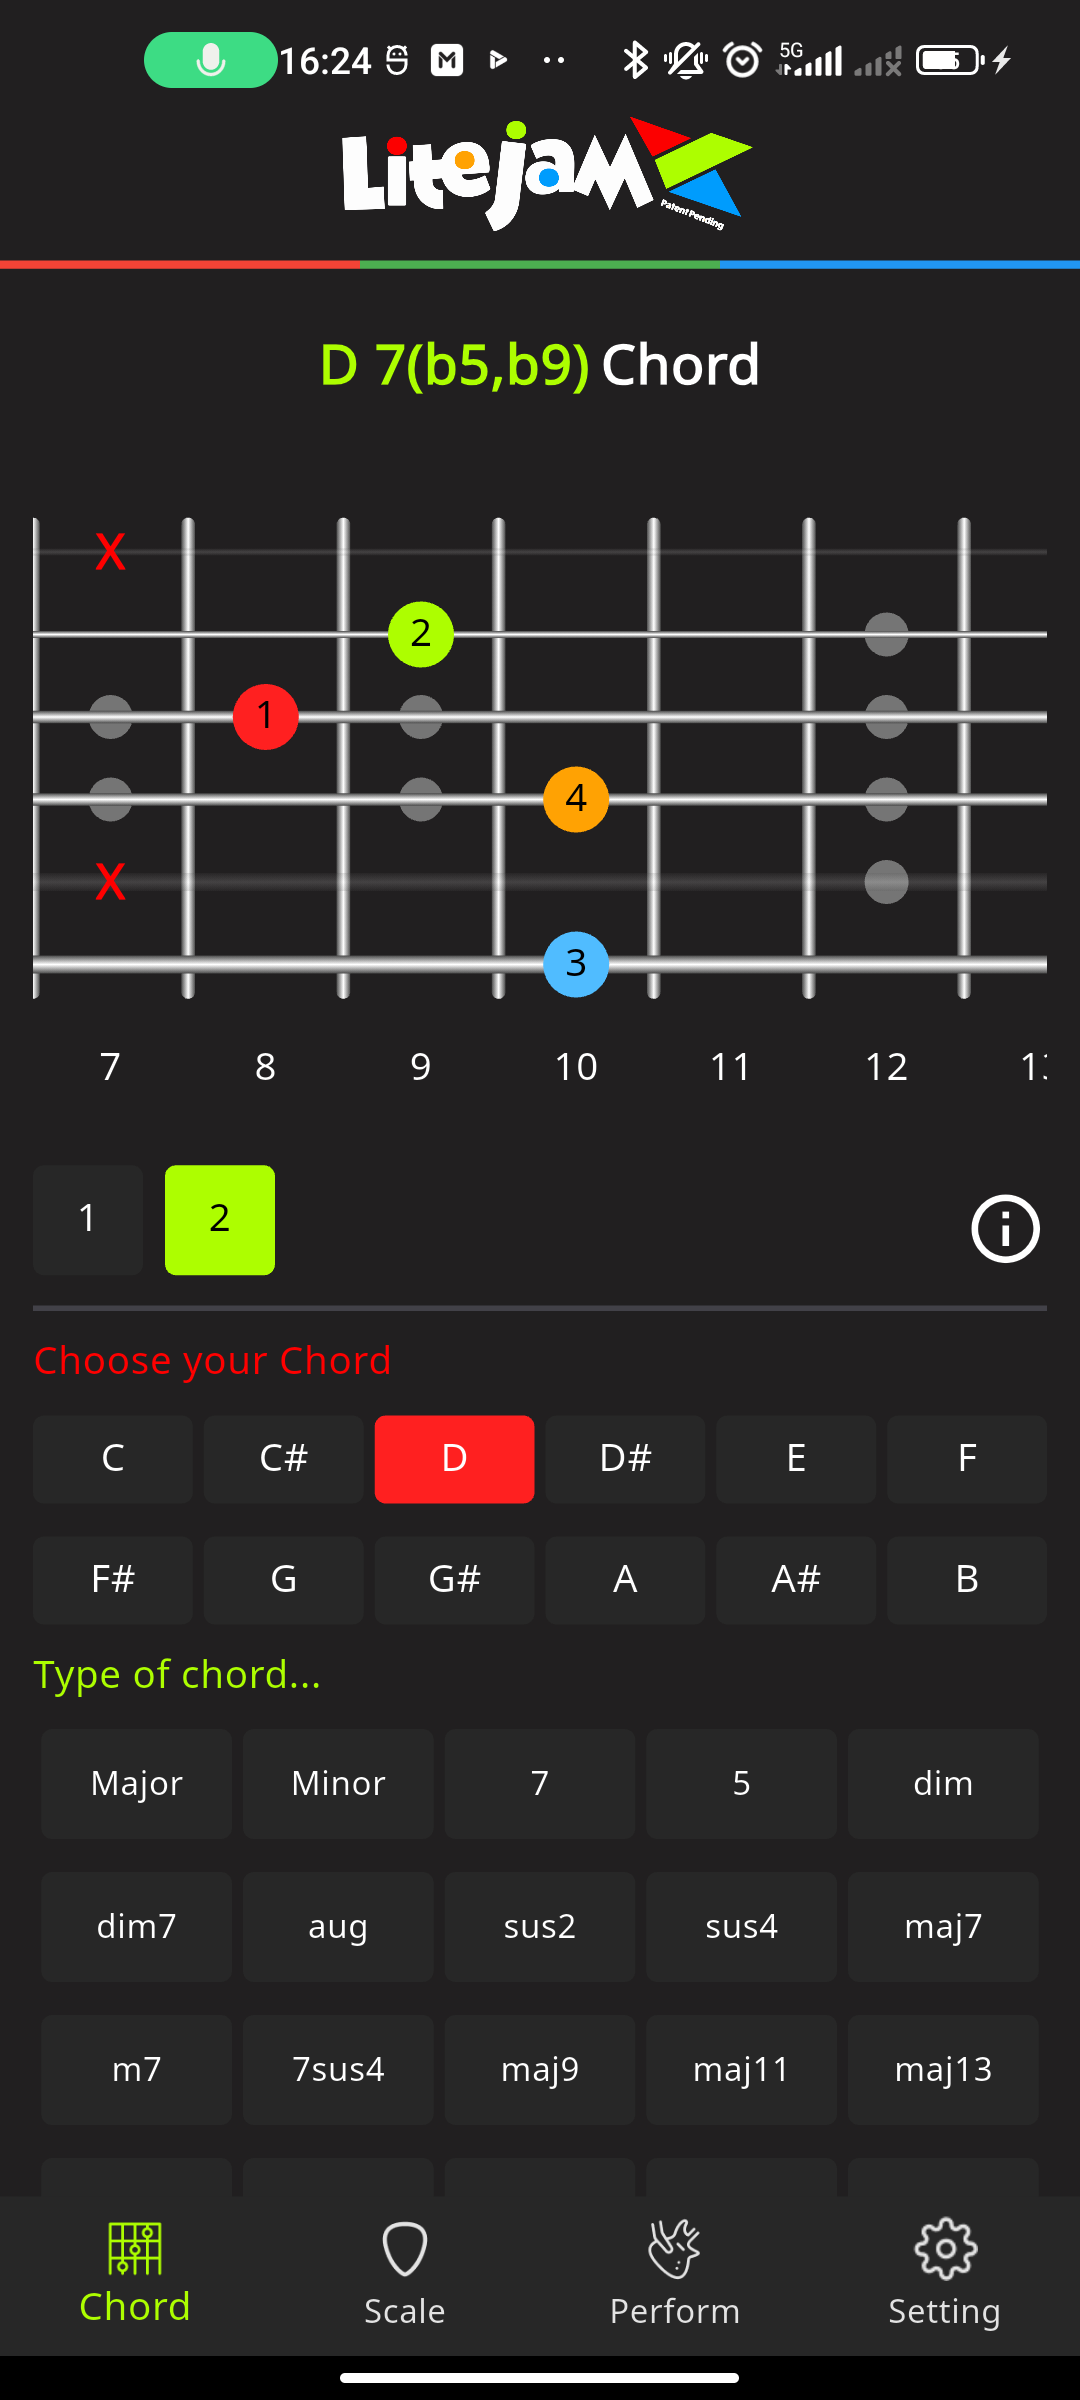 16:24 5G
Litejam
Patent Pending
D 7(b5,b9) Chord
X
2
1
4
X
3
7 8 9 10 11 12
1 2
Choose your Chord
C C# D D# E F
F# G G# A A# B
Type of chord...
Major Minor 7 5 dim
dim7 aug sus2 sus4 maj7
m7 7sus4 maj9 maj11 maj13
Chord Scale Perform Setting